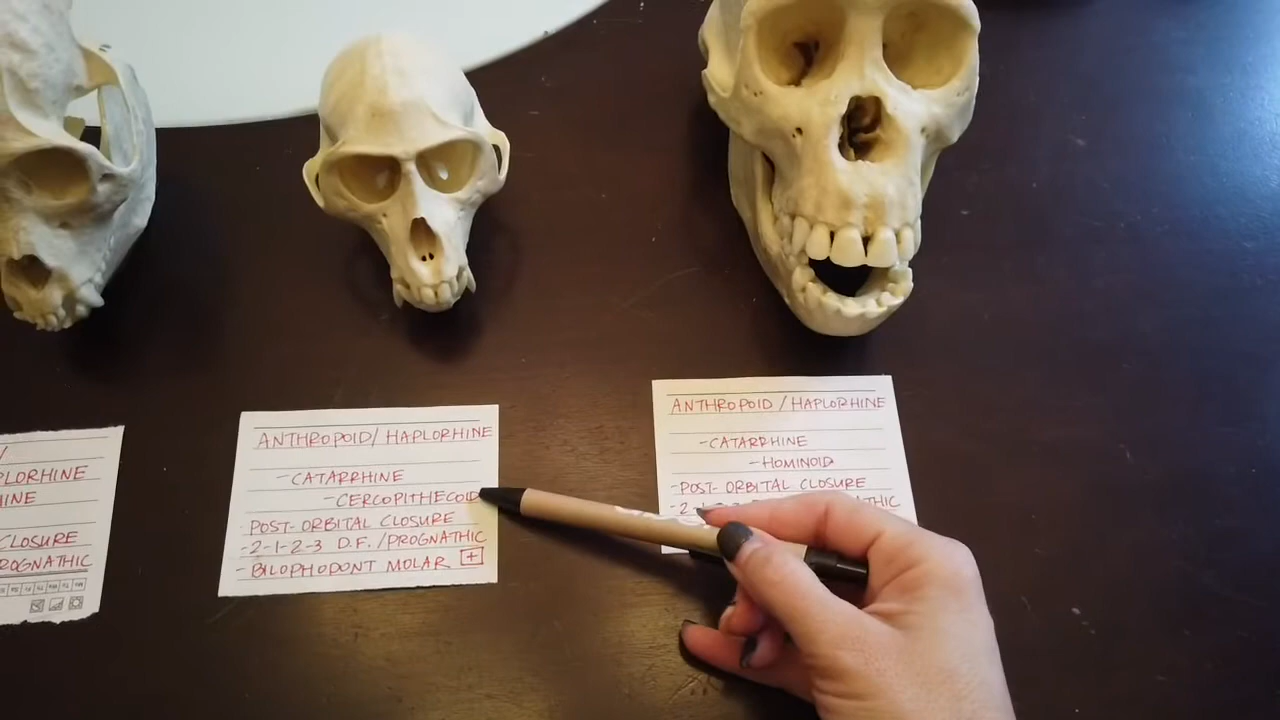 PLORHINE
HINE
CLOSURE
ROGNATHIC
ANTHROPOID/ HAPLORHINE
-CATARRHINE
-CERCOPITHECOID
POST-ORBITAL CLOSURE
-2-1-2-3 D.F./PROGNATHIC
-BILOPHODONT MOLAR +
ANTHROPOID / HAPLORHINE
-CATARRHINE
-HOMINOID
-POST-ORBITAL CLOSURE